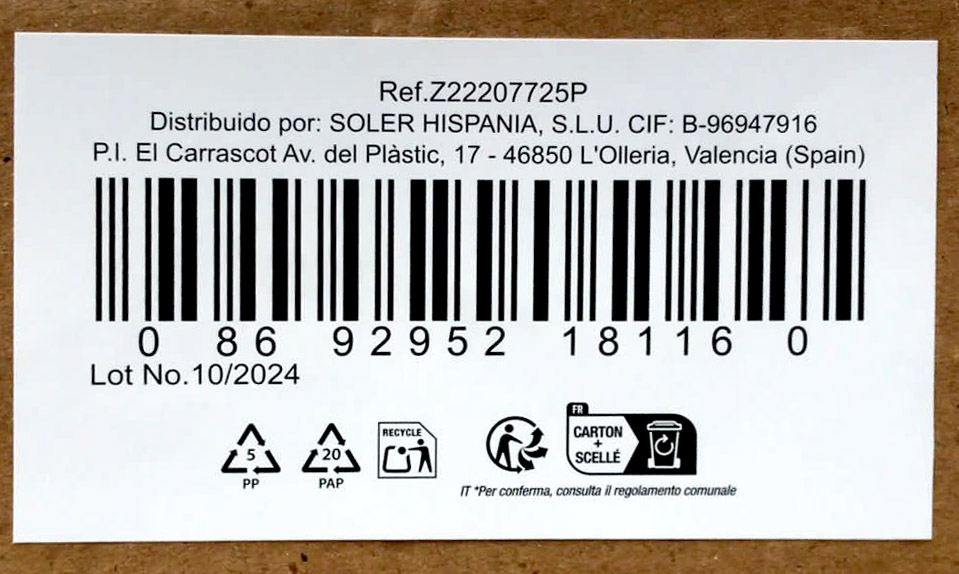 Ref.Z22207725P
Distribuido por: SOLER HISPANIA, S.L.U. CIF: B-96947916
P.I. El Carrascot Av. del Plàstic, 17 - 46850 L'Olleria, Valencia (Spain)
0 86 92952 18116 0
Lot No.10/2024
5
PP
20
PAP
RECYCLE
FR
CARTON
+
SCELLÉ
IT *Per conferma, consulta il regolamento comunale